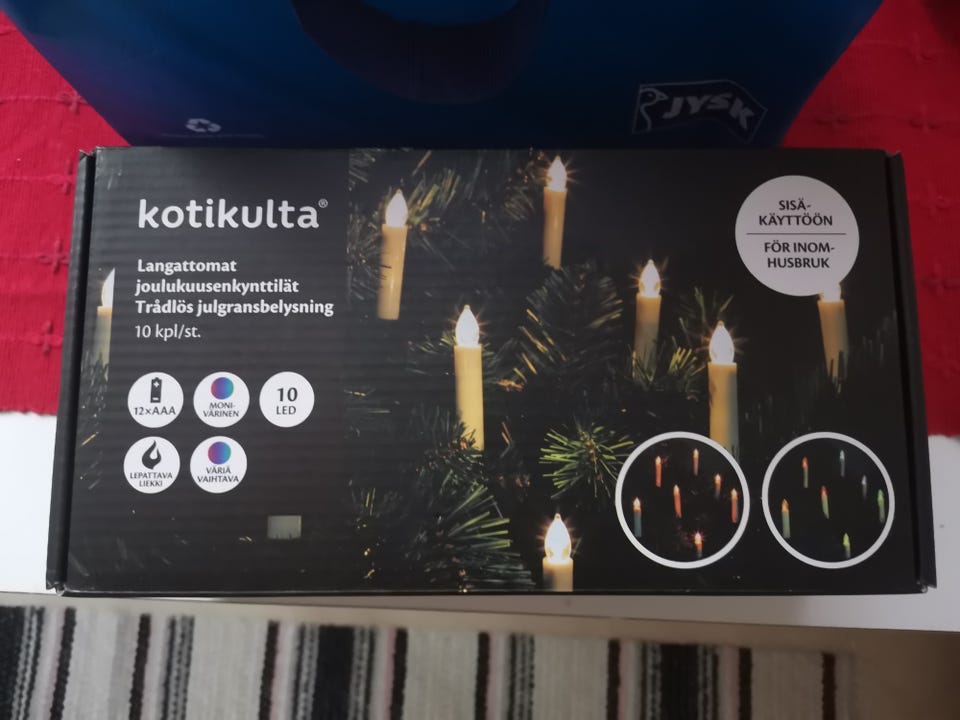 JYSK
kotikulta®
Langattomat
joulukuusenkynttilät
Trådlös julgransbelysning
10 kpl/st.
SISÄ-
KÄYTTÖÖN
FÖR INOM-
HUSBRUK
12×AAA
MONI-
VÄRINEN
10
LED
LEPATTAVA
LIEKKI
VÄRIÄ
VAIHTAVA